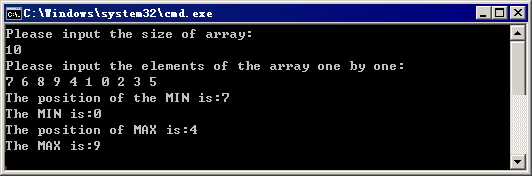 C:\Windows\system32\cmd.exe
Please input the size of array:
10
Please input the elements of the array one by one:
7 6 8 9 4 1 0 2 3 5
The position of the MIN is:7
The MIN is:0
The position of MAX is:4
The MAX is:9